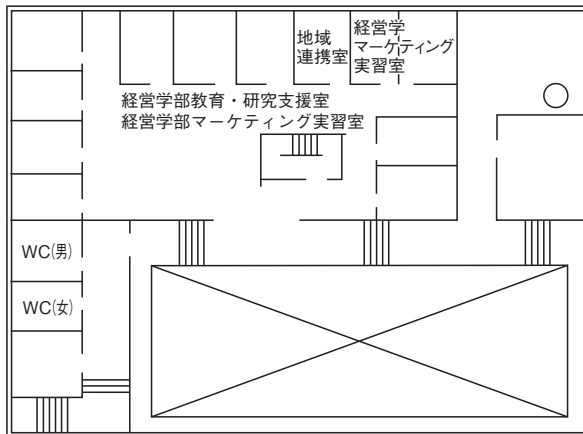 地域
連携室
経営学
マーケティング
実習室
経営学部教育・研究支援室
経営学部マーケティング実習室
WC(男)
WC(女)